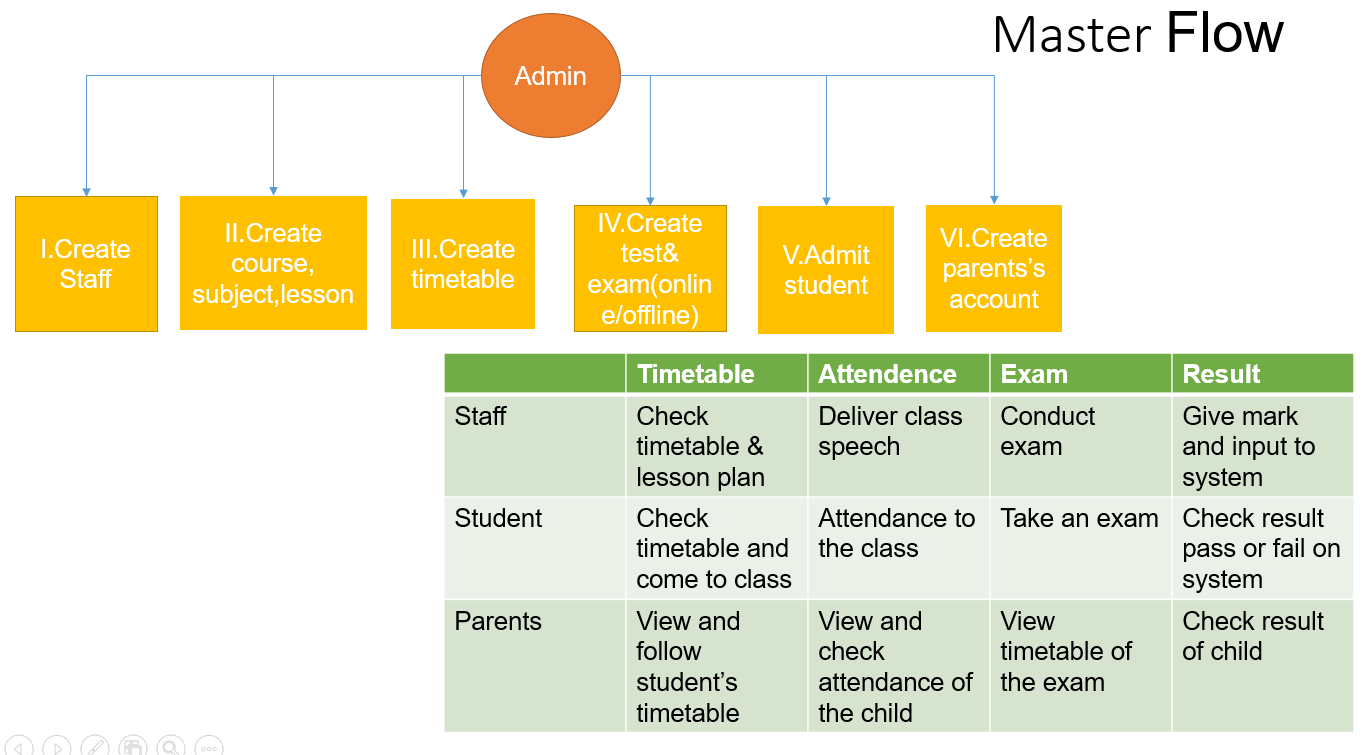 Master Flow
Admin
I.Create
Staff
II.Create
course,
subject,lesson
III.Create
timetable
IV.Create
test&
exam(onlin
e/offline)
V.Admit
student
VI.Create
parents's
account
Timetable
Attendence
Exam
Result
Staff
Check
timetable &
lesson plan
Deliver class
speech
Conduct
exam
Give mark
and input to
system
Student
Check
timetable and
come to class
Attendance to
the class
Take an exam
Check result
pass or fail on
system
Parents
View and
follow
student’s
timetable
View and
check
attendance of
the child
View
timetable of
the exam
Check result
of child